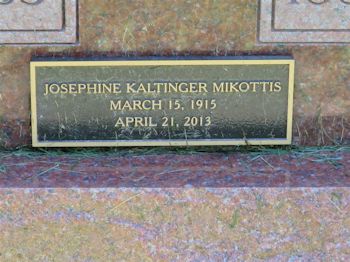 JOSEPHINE KALTINGER MIKOTTIS
MARCH 15, 1915
APRIL 21, 2013